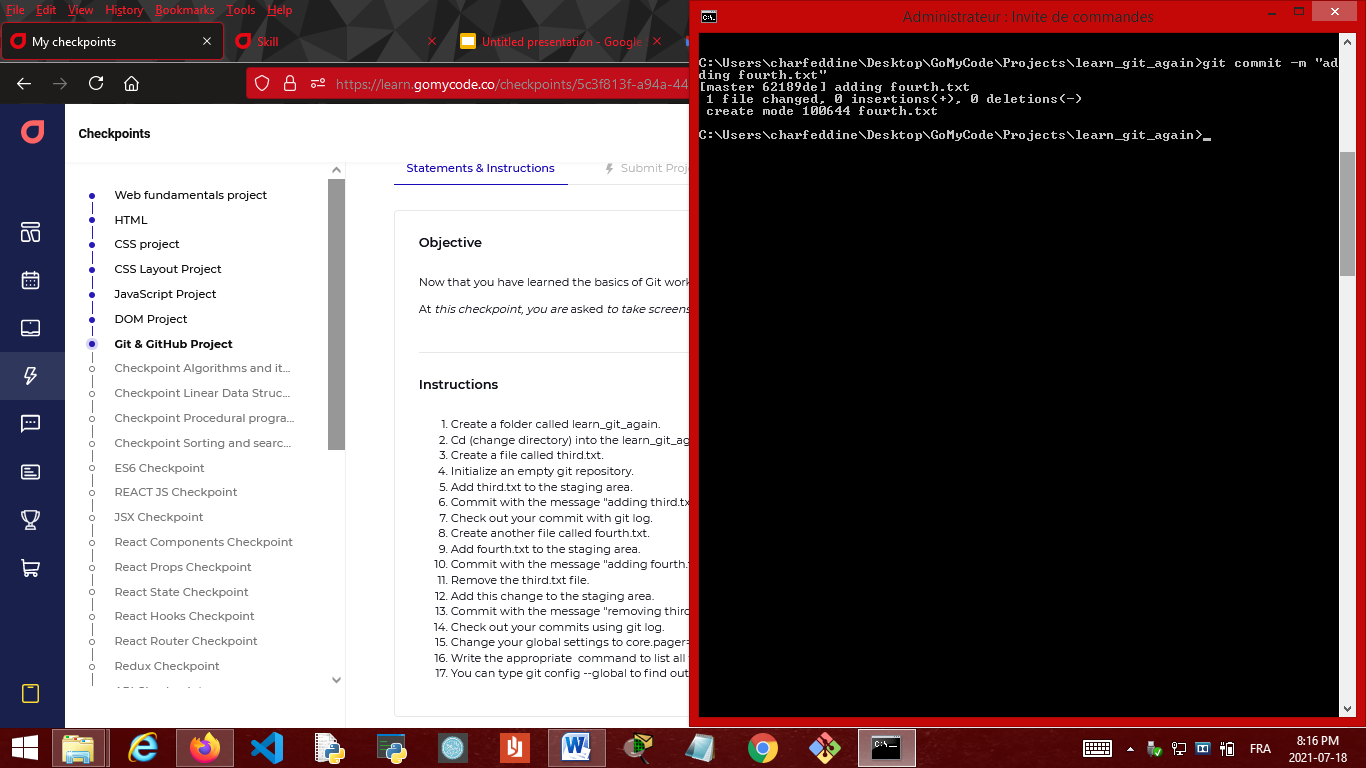 File Edit View History Bookmarks Tools Help
My checkpoints
Skill
Untitled presentation - Google
https://learn.gomycode.co/checkpoints/5c3f813f-a94a-44
Checkpoints
Web fundamentals project
HTML
CSS project
CSS Layout Project
JavaScript Project
DOM Project
Git & GitHub Project
Checkpoint Algorithms and it...
Checkpoint Linear Data Struc...
Checkpoint Procedural progra...
Checkpoint Sorting and searc...
ES6 Checkpoint
REACT JS Checkpoint
JSX Checkpoint
React Components Checkpoint
React Props Checkpoint
React State Checkpoint
React Hooks Checkpoint
React Router Checkpoint
Redux Checkpoint
Statements & Instructions
Submit Proj
Objective
Now that you have learned the basics of Git work
At this checkpoint, you are asked to take screens
Instructions
1. Create a folder called learn_git_again.
2. Cd (change directory) into the learn_git_ag
3. Create a file called third.txt.
4. Initialize an empty git repository.
5. Add third.txt to the staging area.
6. Commit with the message "adding third.tx
7. Check out your commit with git log.
8. Create another file called fourth.txt.
9. Add fourth.txt to the staging area.
10. Commit with the message "adding fourth.
11. Remove the third.txt file.
12. Add this change to the staging area.
13. Commit with the message "removing third
14. Check out your commits using git log.
15. Change your global settings to core.pager=
16. Write the appropriate  command to list all
17. You can type git config --global to find out
Administrateur : Invite de commandes
C:\Users\charfeddine\Desktop\GoMyCode\Projects\learn_git_again>git commit -m "ad
ding fourth.txt"
[master 62189de] adding fourth.txt
 1 file changed, 0 insertions(+), 0 deletions(-)
 create mode 100644 fourth.txt
C:\Users\charfeddine\Desktop\GoMyCode\Projects\learn_git_again>_
FRA
8:16 PM
2021-07-18